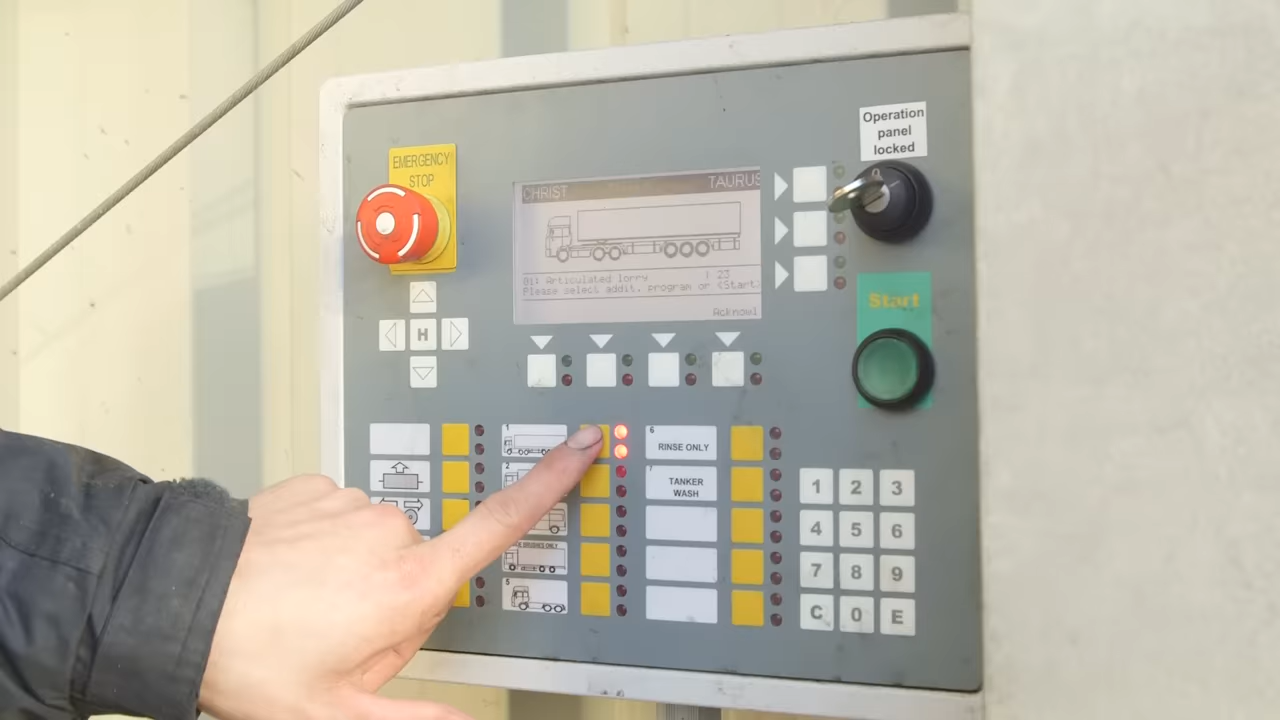 Operation
panel
locked
EMERGENCY
STOP
CHRIST TAURUS
01: Articulated lorry | 23
Please select addit. program or <Start
Acknowl
Start
H
1
2
BRUSHES ONLY
5
6
RINSE ONLY
7
TANKER
WASH
1 2 3
4 5 6
7 8 9
C 0 E